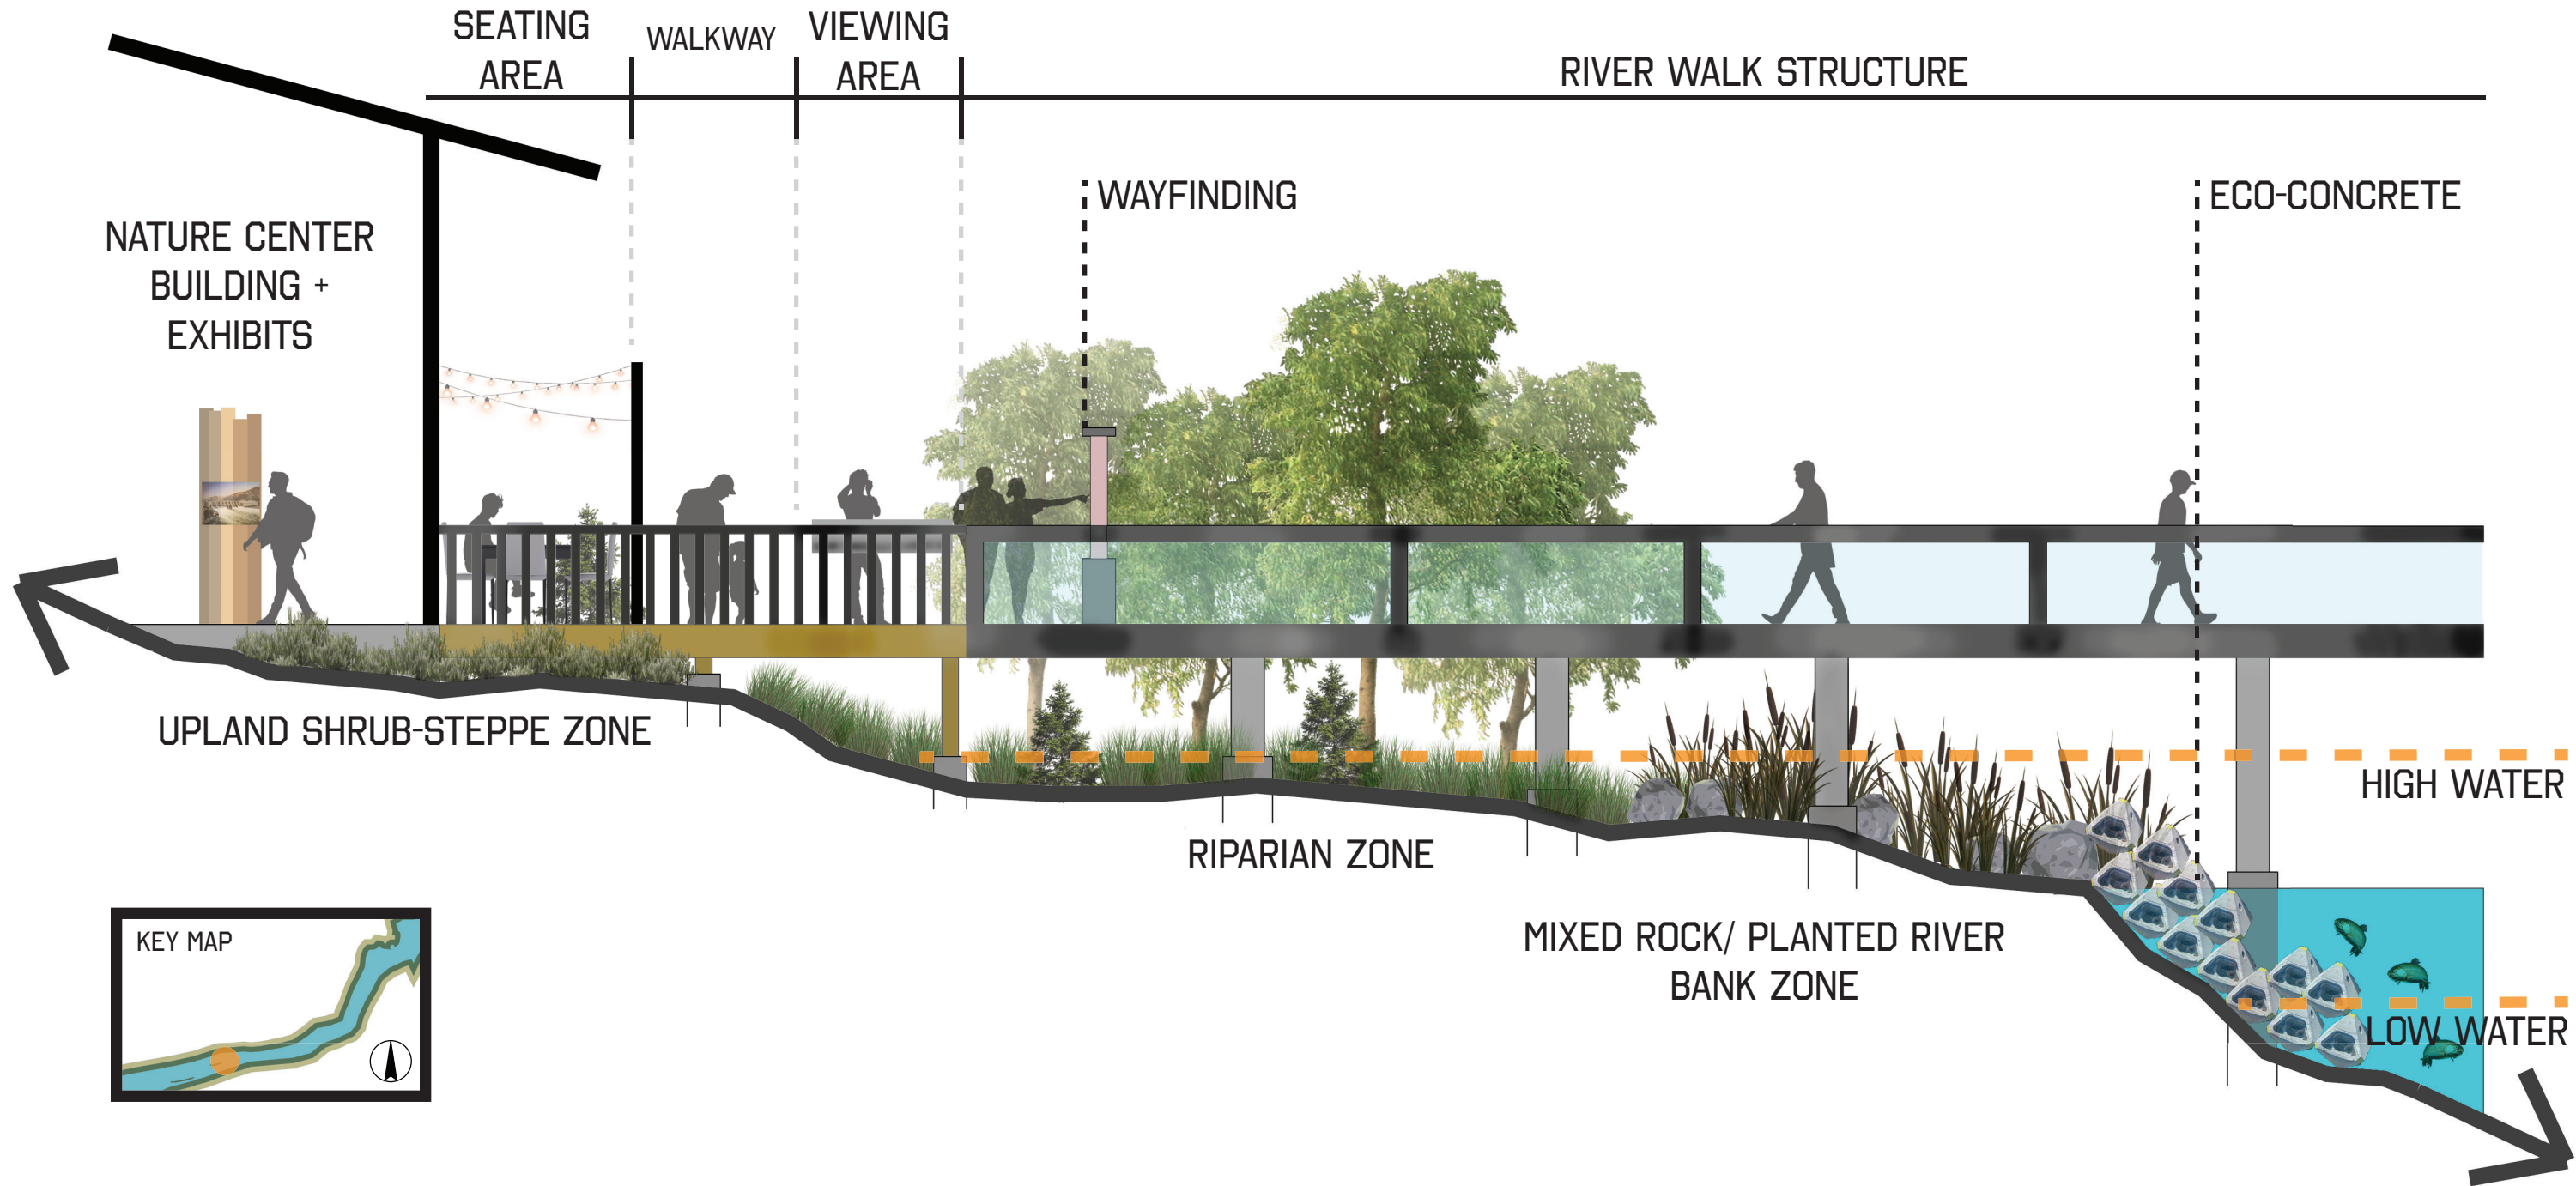 SEATING
AREA
WALKWAY
VIEWING
AREA
RIVER WALK STRUCTURE
WAYFINDING
ECO-CONCRETE
NATURE CENTER
BUILDING +
EXHIBITS
UPLAND SHRUB-STEPPE ZONE
HIGH WATER
RIPARIAN ZONE
MIXED ROCK/ PLANTED RIVER
BANK ZONE
LOW WATER
KEY MAP